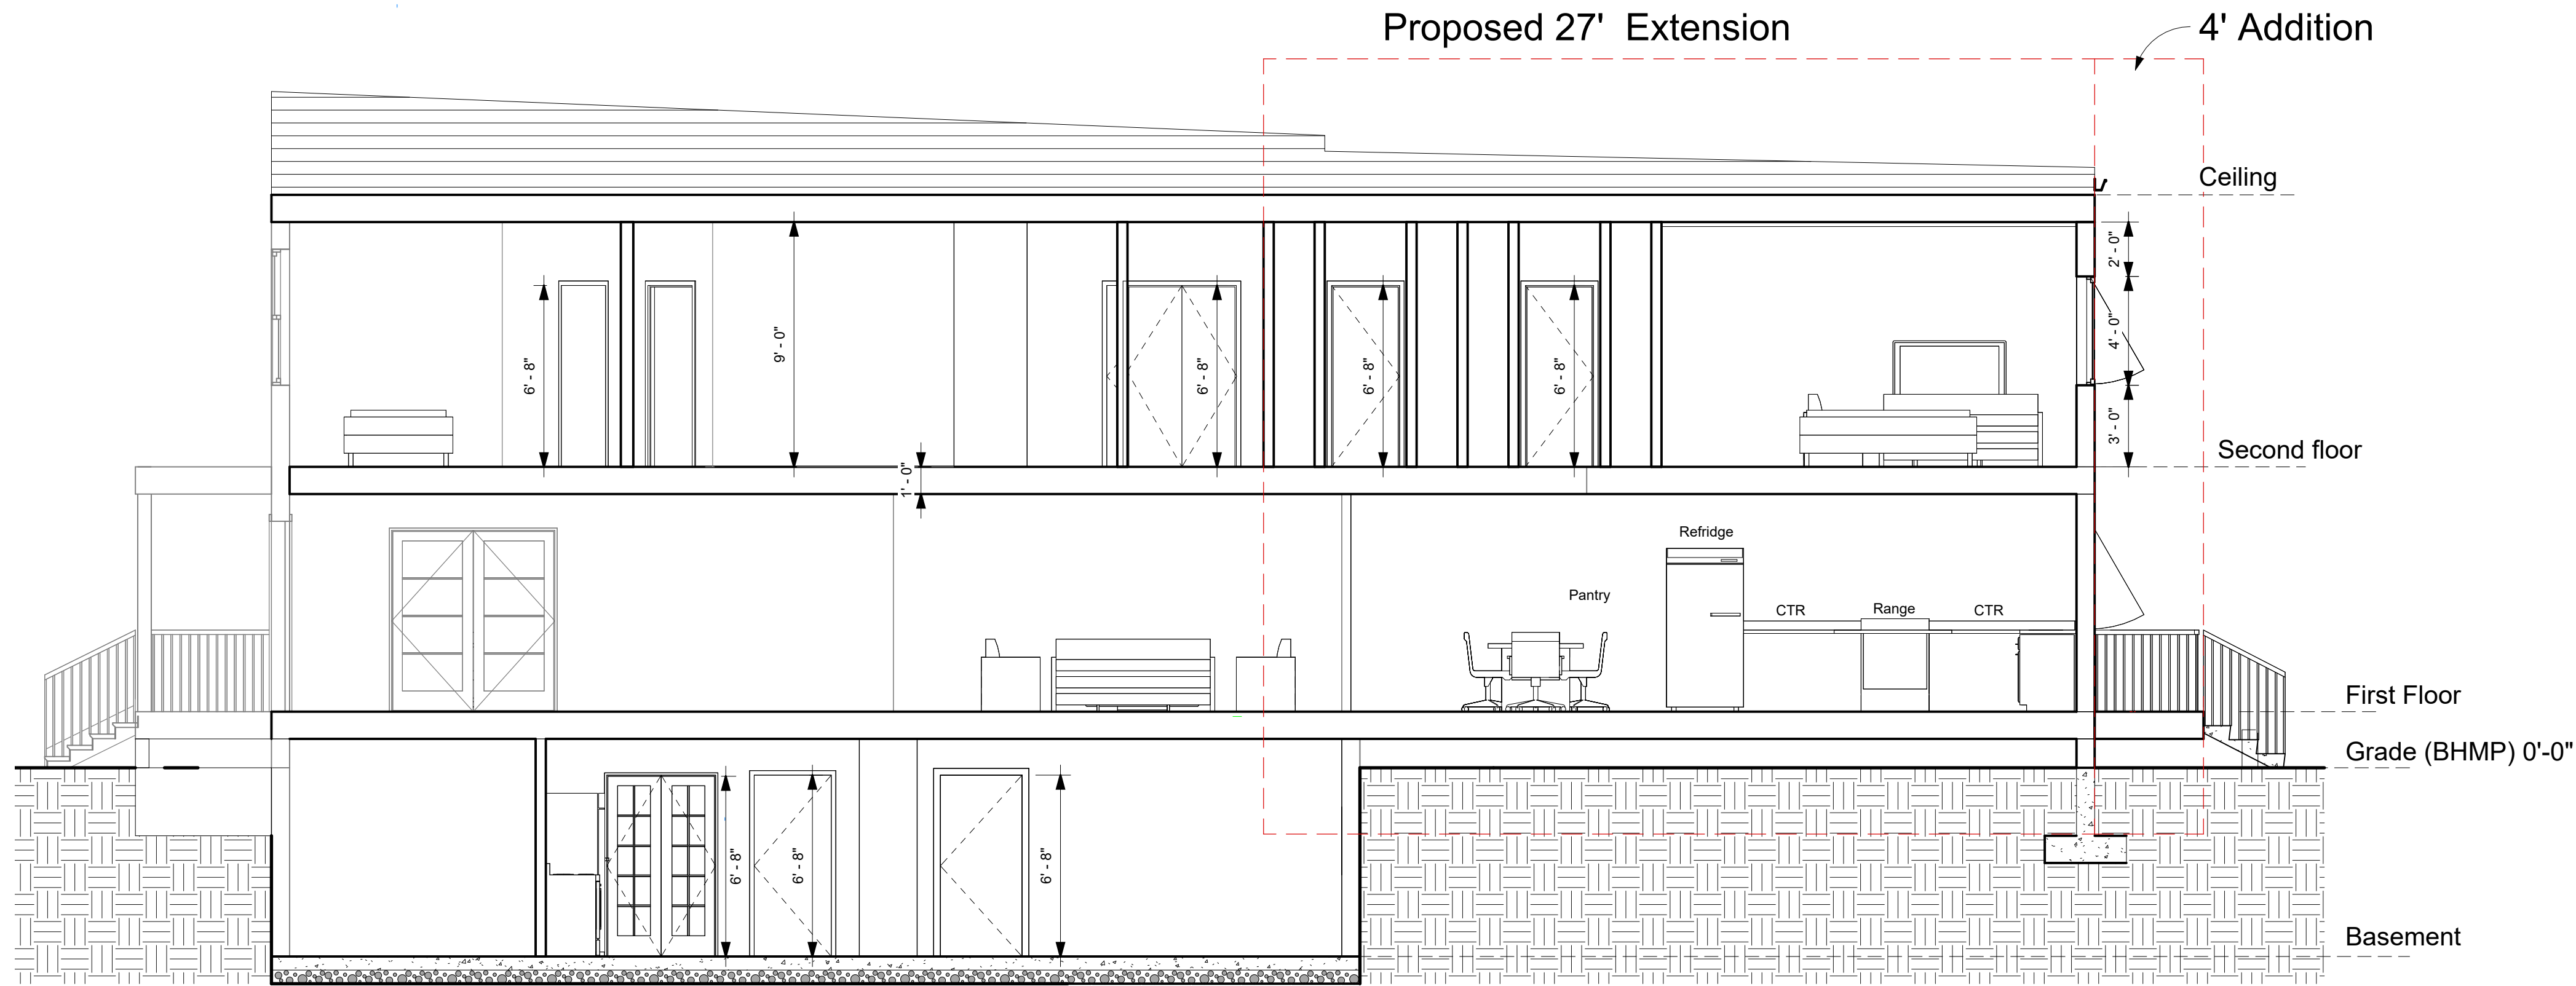 Proposed 27' Extension
4' Addition
Ceiling
2' - 0"
9' - 0"
6' - 8"
6' - 8"
6' - 8"
6' - 8"
4' - 0"
3' - 0"
Second floor
1' - 0"
Refridge
Pantry
CTR
Range
CTR
First Floor
Grade (BHMP) 0'-0"
6' - 8"
6' - 8"
6' - 8"
Basement